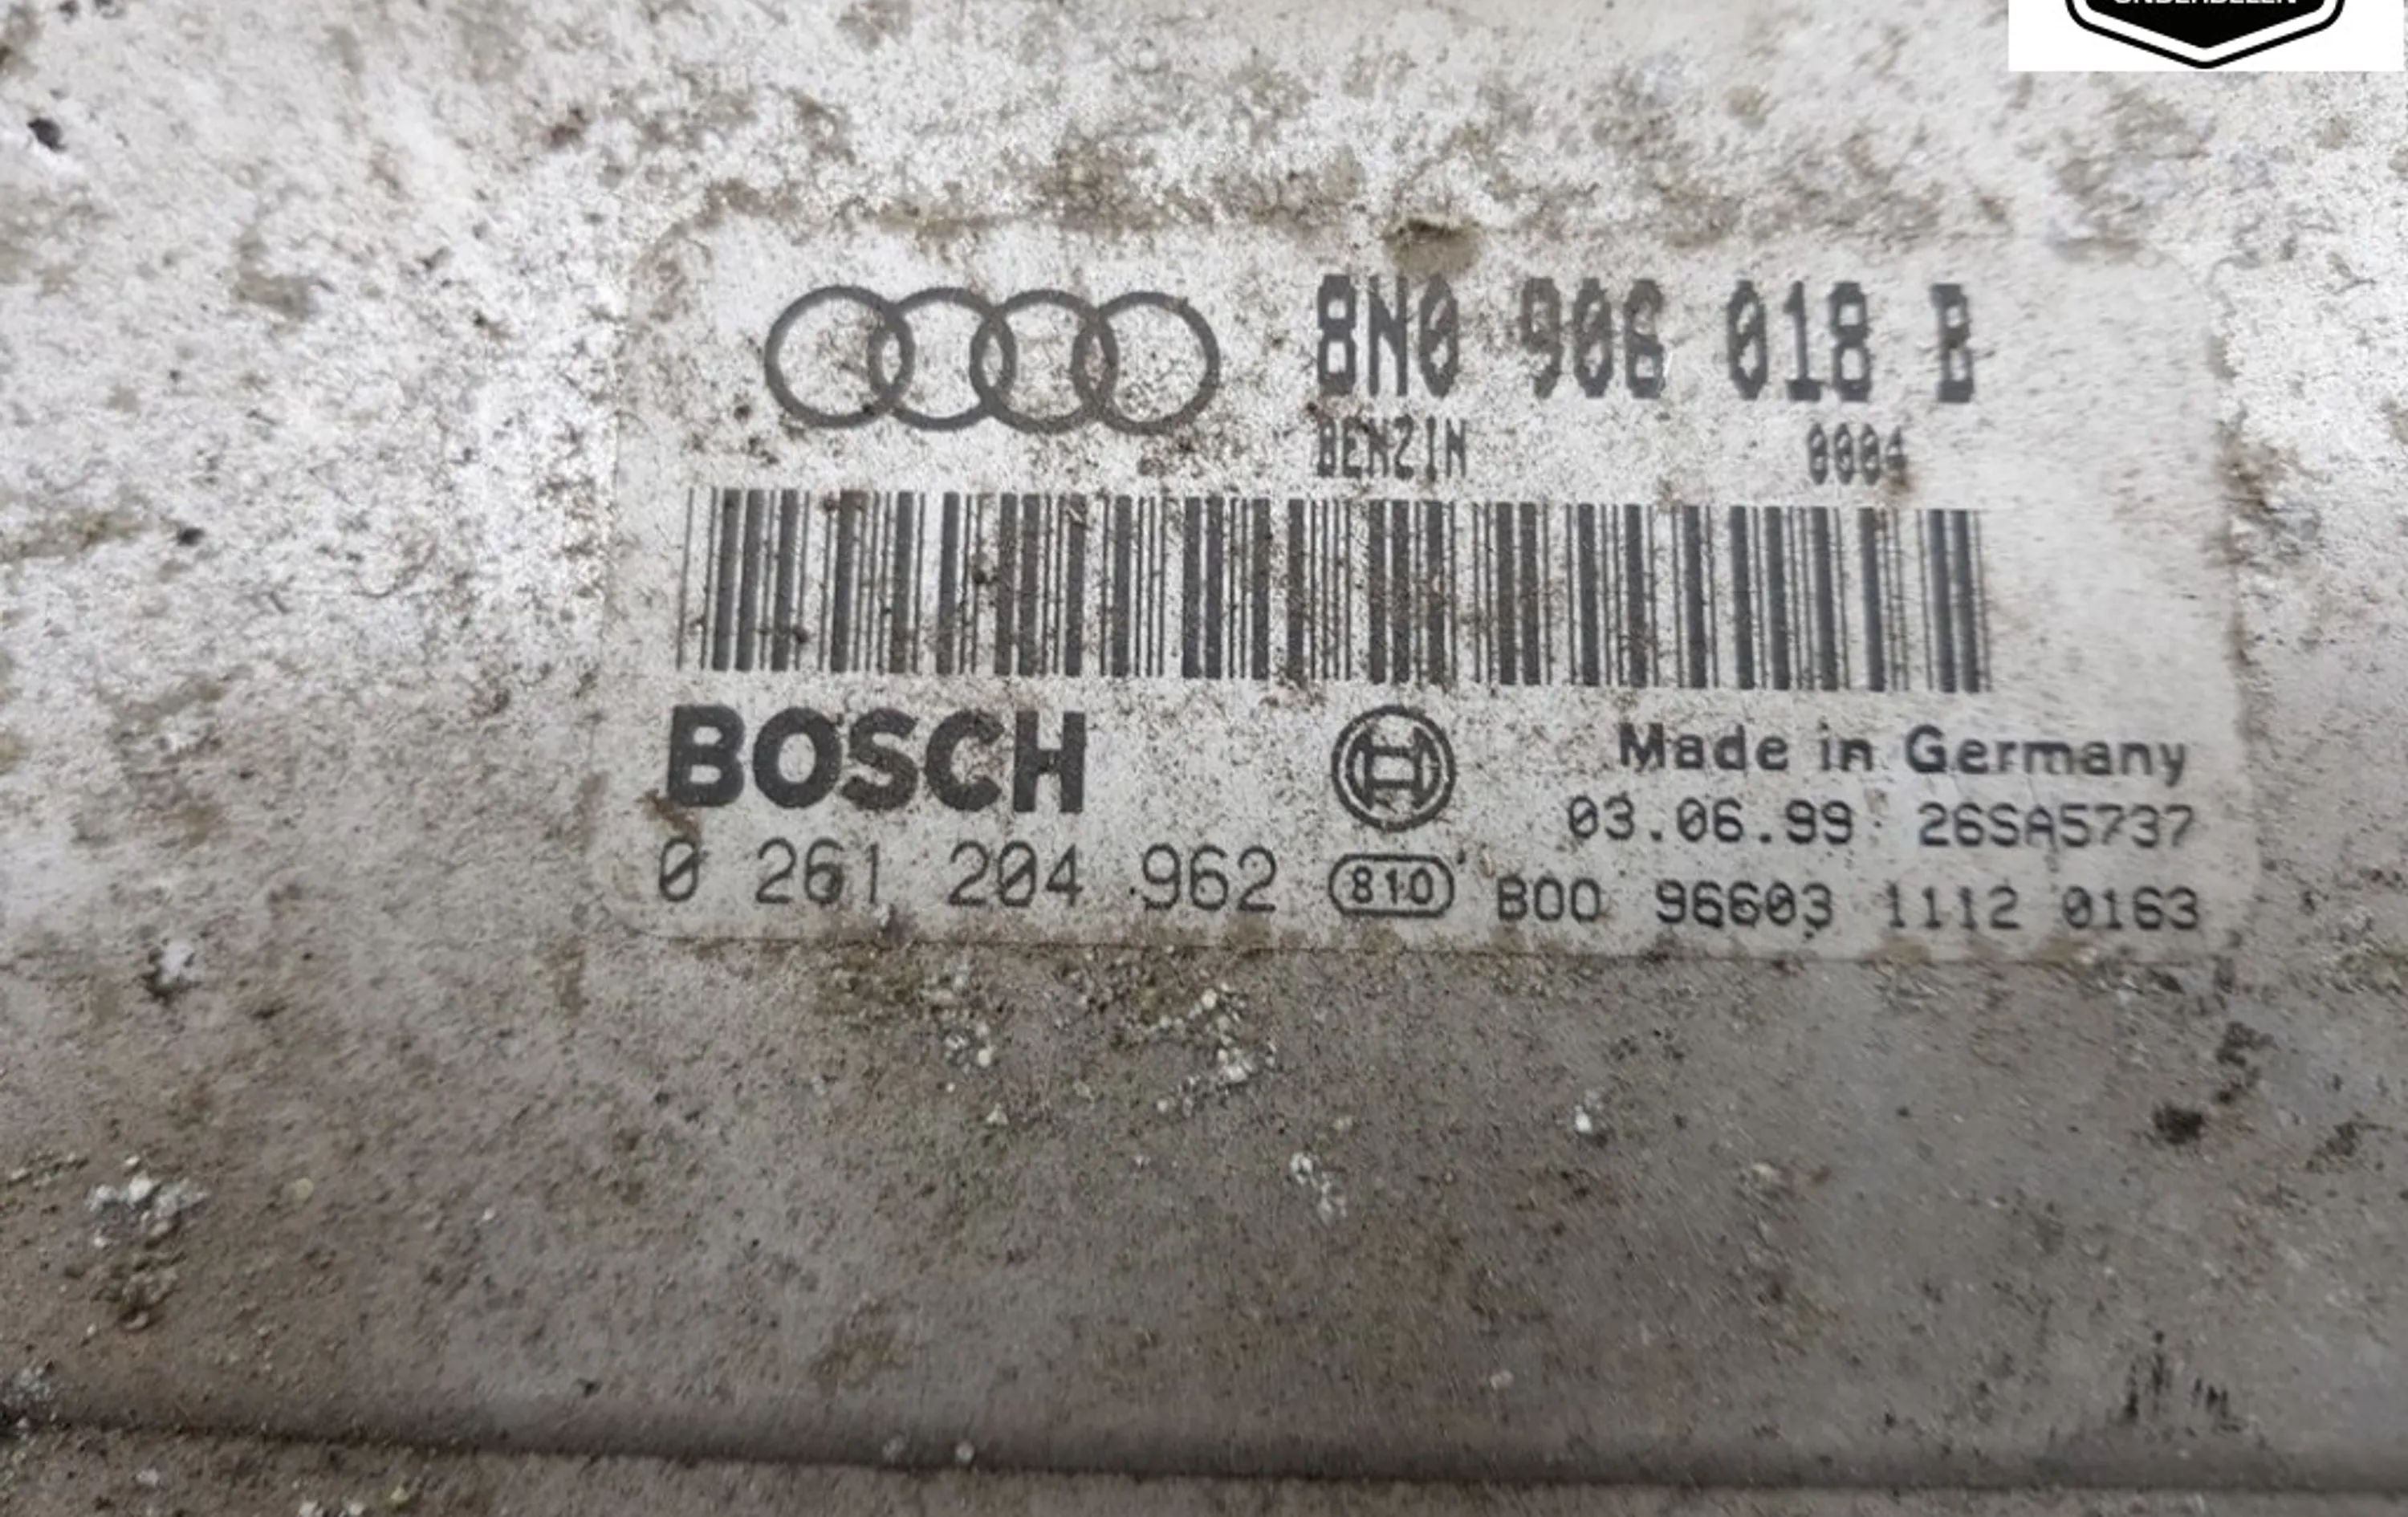 ONDERDELEN
8N0 906 018 B
BENZIN 0004
BOSCH
Made in Germany
03.06.99 26SA5737
0 261 204 962 810 B00 96603 1112 0163